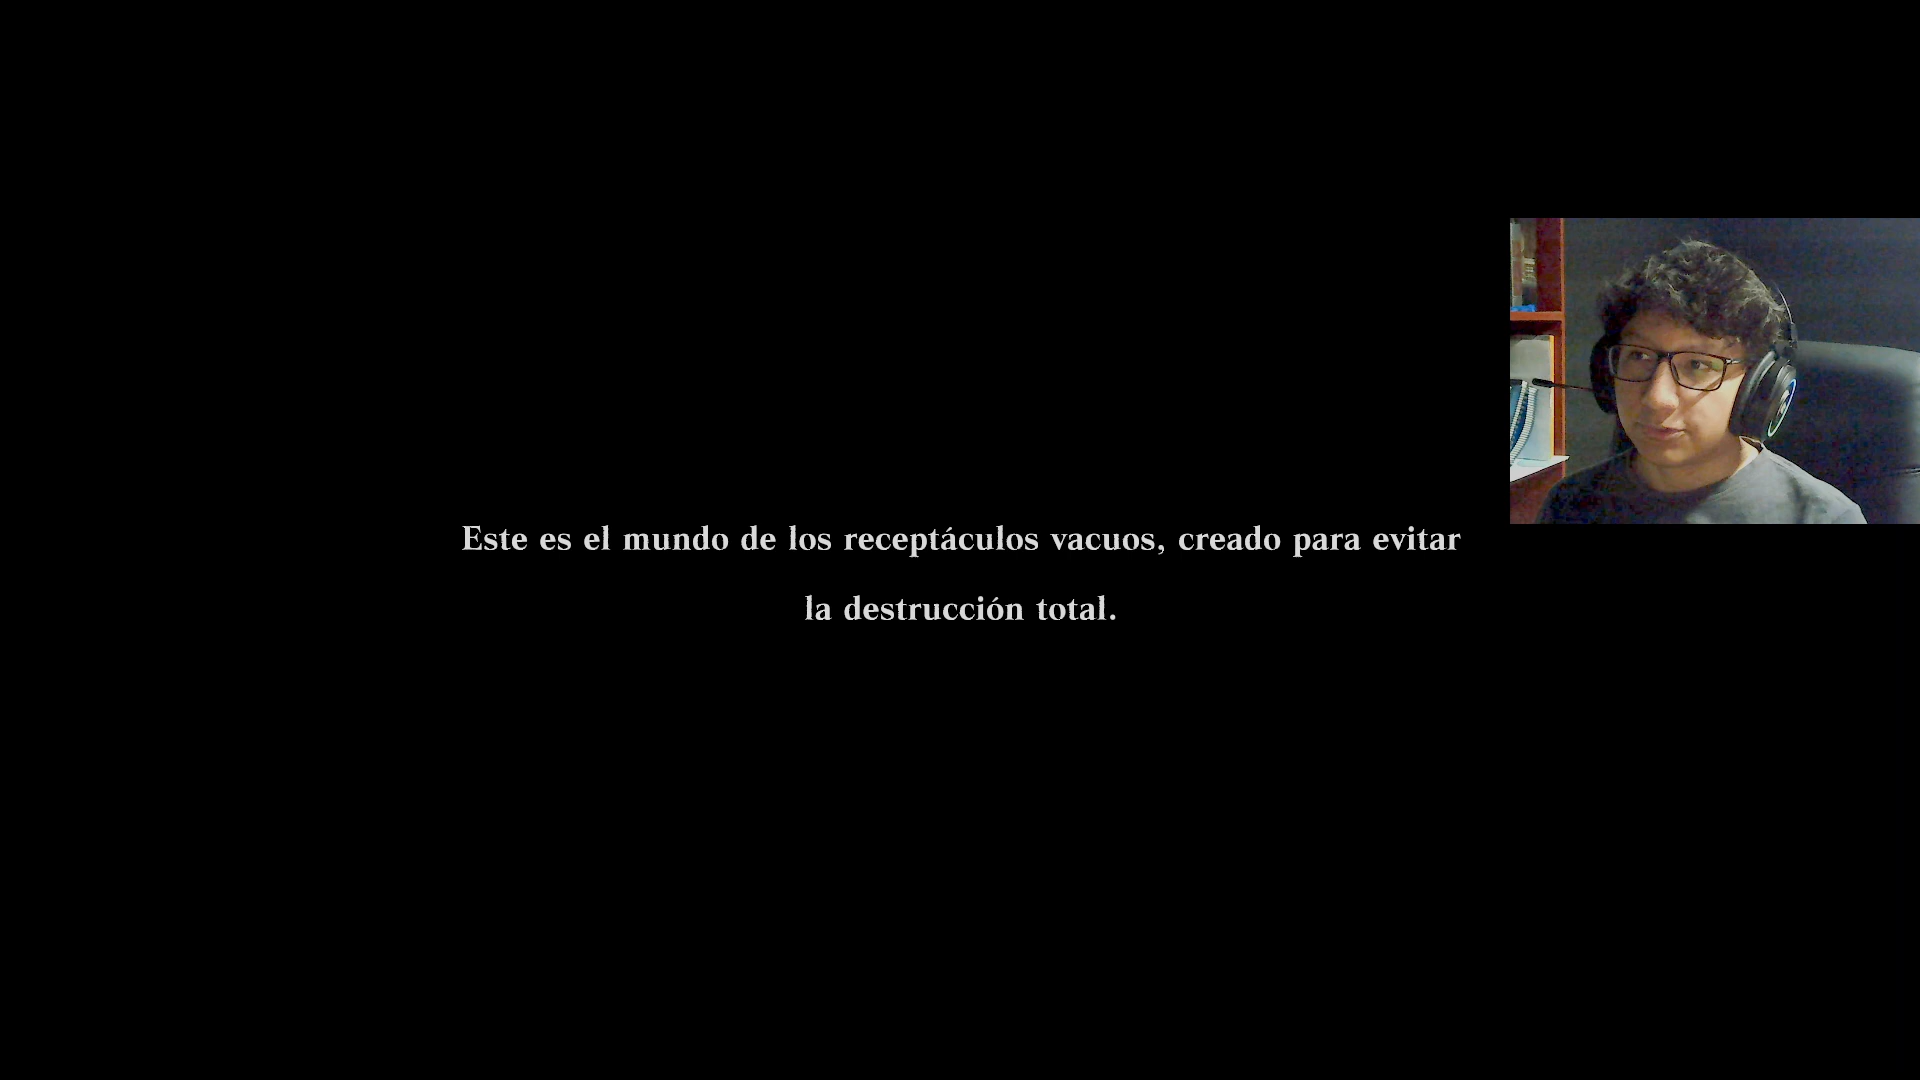 Este es el mundo de los receptáculos vacuos, creado para evitar
la destrucción total.